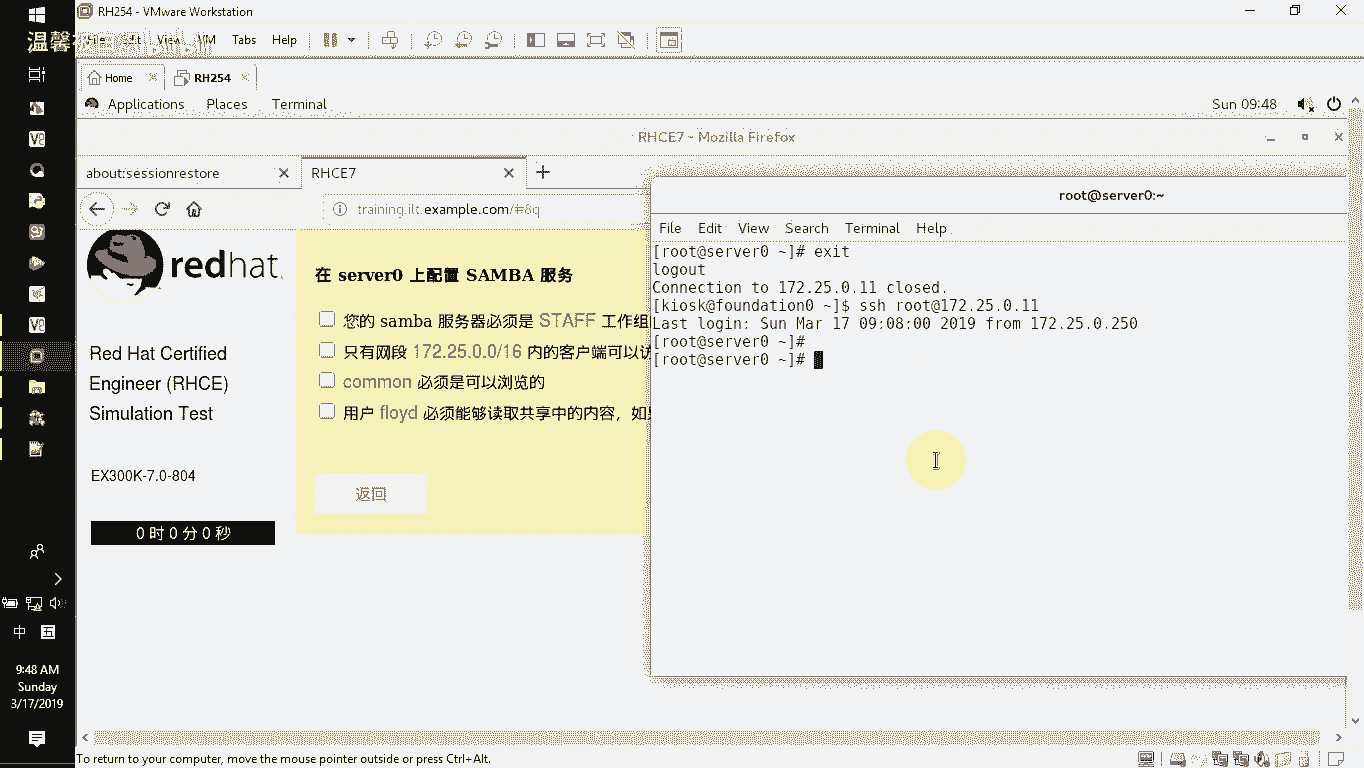 RH254 - VMware Workstation
Edit View VM Tabs Help
温馨
Home
RH254
Applications Places Terminal
Sun 09:48
RHCE7 - Mozilla Firefox
about:sessionrestore
RHCE7
training.ilt.example.com/#8q
redhat.
Red Hat Certified
Engineer (RHCE)
Simulation Test
EX300K-7.0-804
0 时 0 分 0 秒
在 server0 上配置 SAMBA 服务
您的 samba 服务器必须是 STAFF 工作组
只有网段 172.25.0.0/16 内的客户端可以
common 必须是可以浏览的
用户 floyd 必须能够读取共享中的内容，
返回
root@server0:~
File Edit View Search Terminal Help
[root@server0 ~]# exit
logout
Connection to 172.25.0.11 closed.
[kiosk@foundation0 ~]$ ssh root@172.25.0.11
Last login: Sun Mar 17 09:08:00 2019 from 172.25.0.250
[root@server0 ~]#
[root@server0 ~]#
中 五
9:48 AM
Sunday
3/17/2019
To return to your computer, move the mouse pointer outside or press Ctrl+Alt.